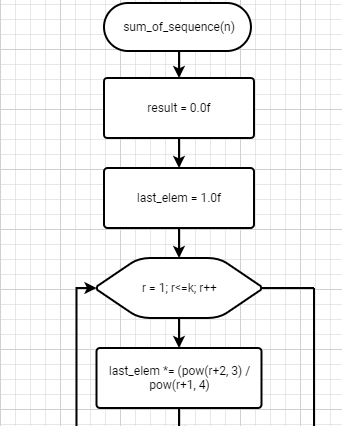 sum_of_sequence(n)
result = 0.0f
last_elem = 1.0f
r = 1; r<=k; r++
last_elem *= (pow(r+2, 3) /
pow(r+1, 4)